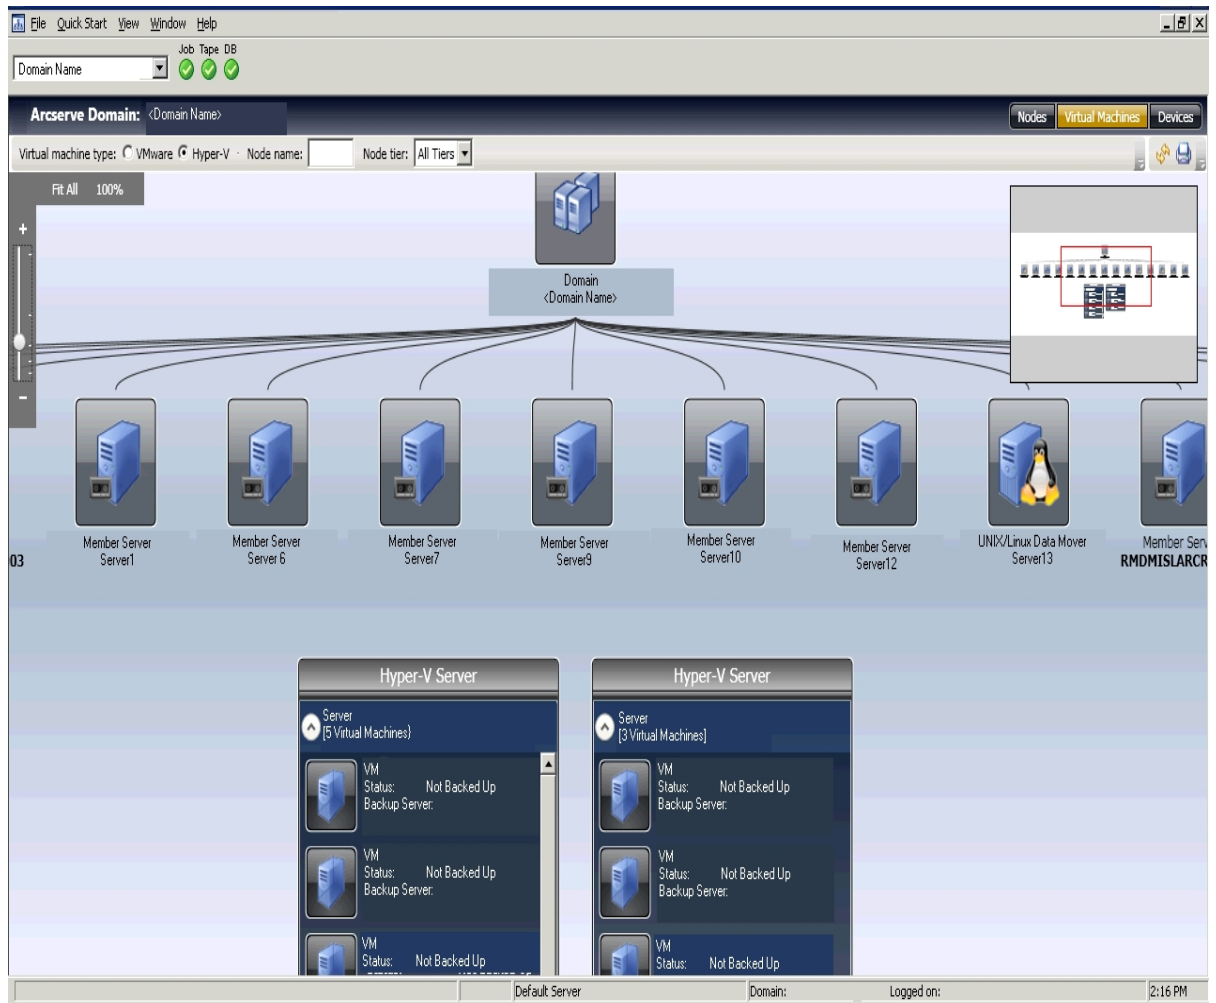 File Quick Start View Window Help
Job Tape DB
Domain Name
Arcserve Domain: <Domain Name>
Nodes Virtual Machines Devices
Virtual machine type: VMware Hyper-V Node name: Node tier: All Tiers
Fit All 100%
+
-
Domain
<Domain Name>
03
Member Server
Server1
Member Server
Server 6
Member Server
Server7
Member Server
Server9
Member Server
Server10
Member Server
Server12
UNIX/Linux Data Mover
Server13
Member Serv
RMDMISLARCR
Hyper-V Server
Server
[5 Virtual Machines}
VM
Status: Not Backed Up
Backup Server:
VM
Status: Not Backed Up
Backup Server:
VM
Status: Not Backed Up
Hyper-V Server
Server
[3 Virtual Machines]
VM
Status: Not Backed Up
Backup Server:
VM
Status: Not Backed Up
Backup Server:
VM
Status: Not Backed Up
Default Server Domain: Logged on: 2:16 PM